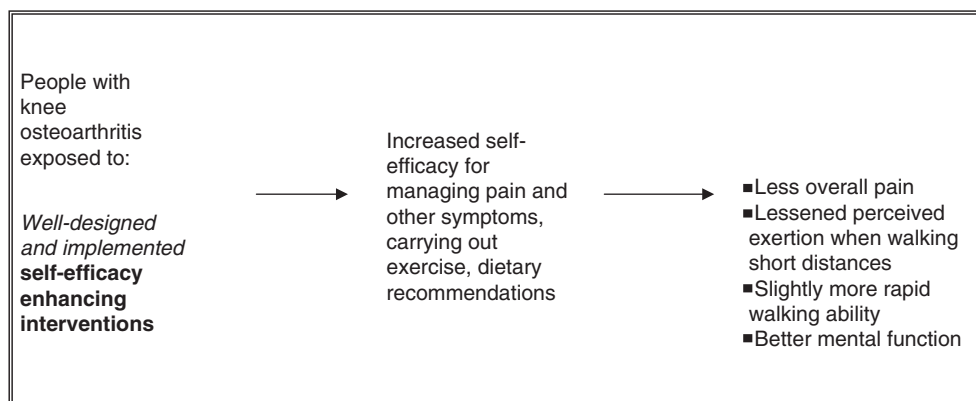 People with
knee
osteoarthritis
exposed to:
Well-designed
and implemented
self-efficacy
enhancing
interventions
Increased self-
efficacy for
managing pain and
other symptoms,
carrying out
exercise, dietary
recommendations
▪Less overall pain
▪Lessened perceived
exertion when walking
short distances
▪Slightly more rapid
walking ability
▪Better mental function